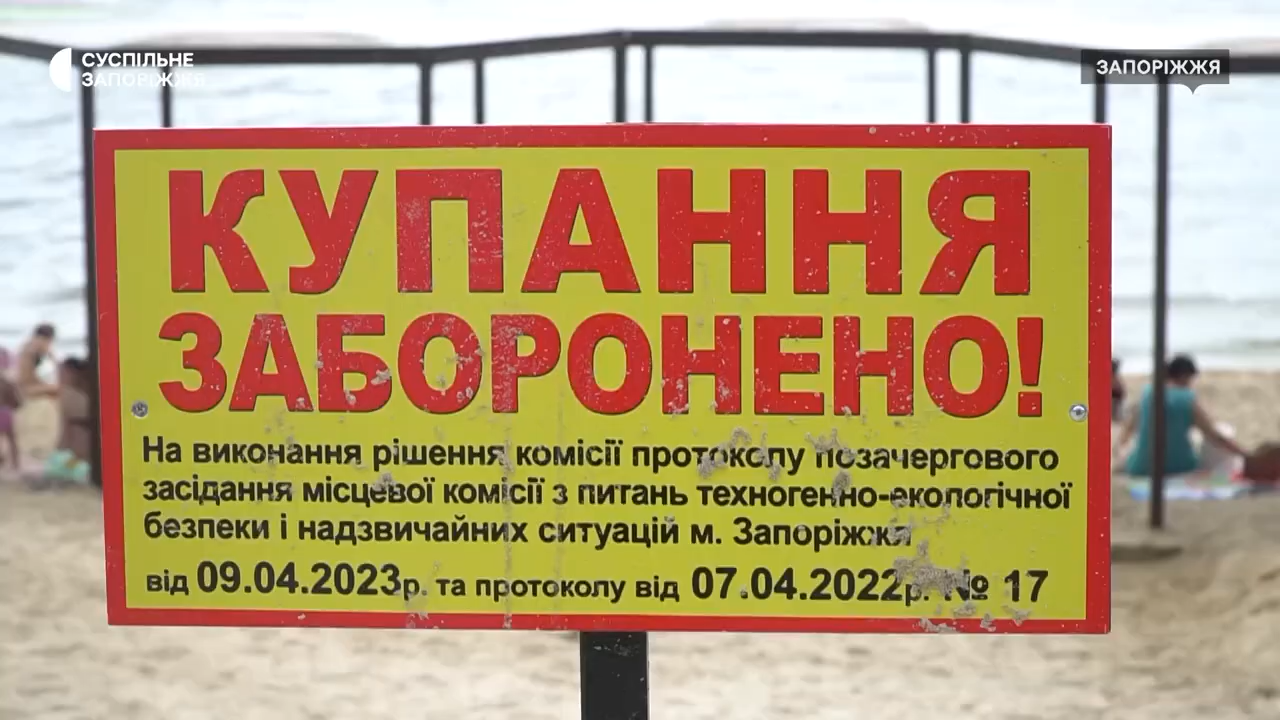 СУСПІЛЬНЕ
ЗАПОРІЖЖЯ
ЗАПОРІЖЖЯ
КУПАННЯ
ЗАБОРОНЕНО!
На виконання рішення комісії протоколу позачергового
засідання місцевої комісії з питань техногенно-екологічної
безпеки і надзвичайних ситуацій м. Запоріжжя
від 09.04.2023р. та протоколу від 07.04.2022р. № 17